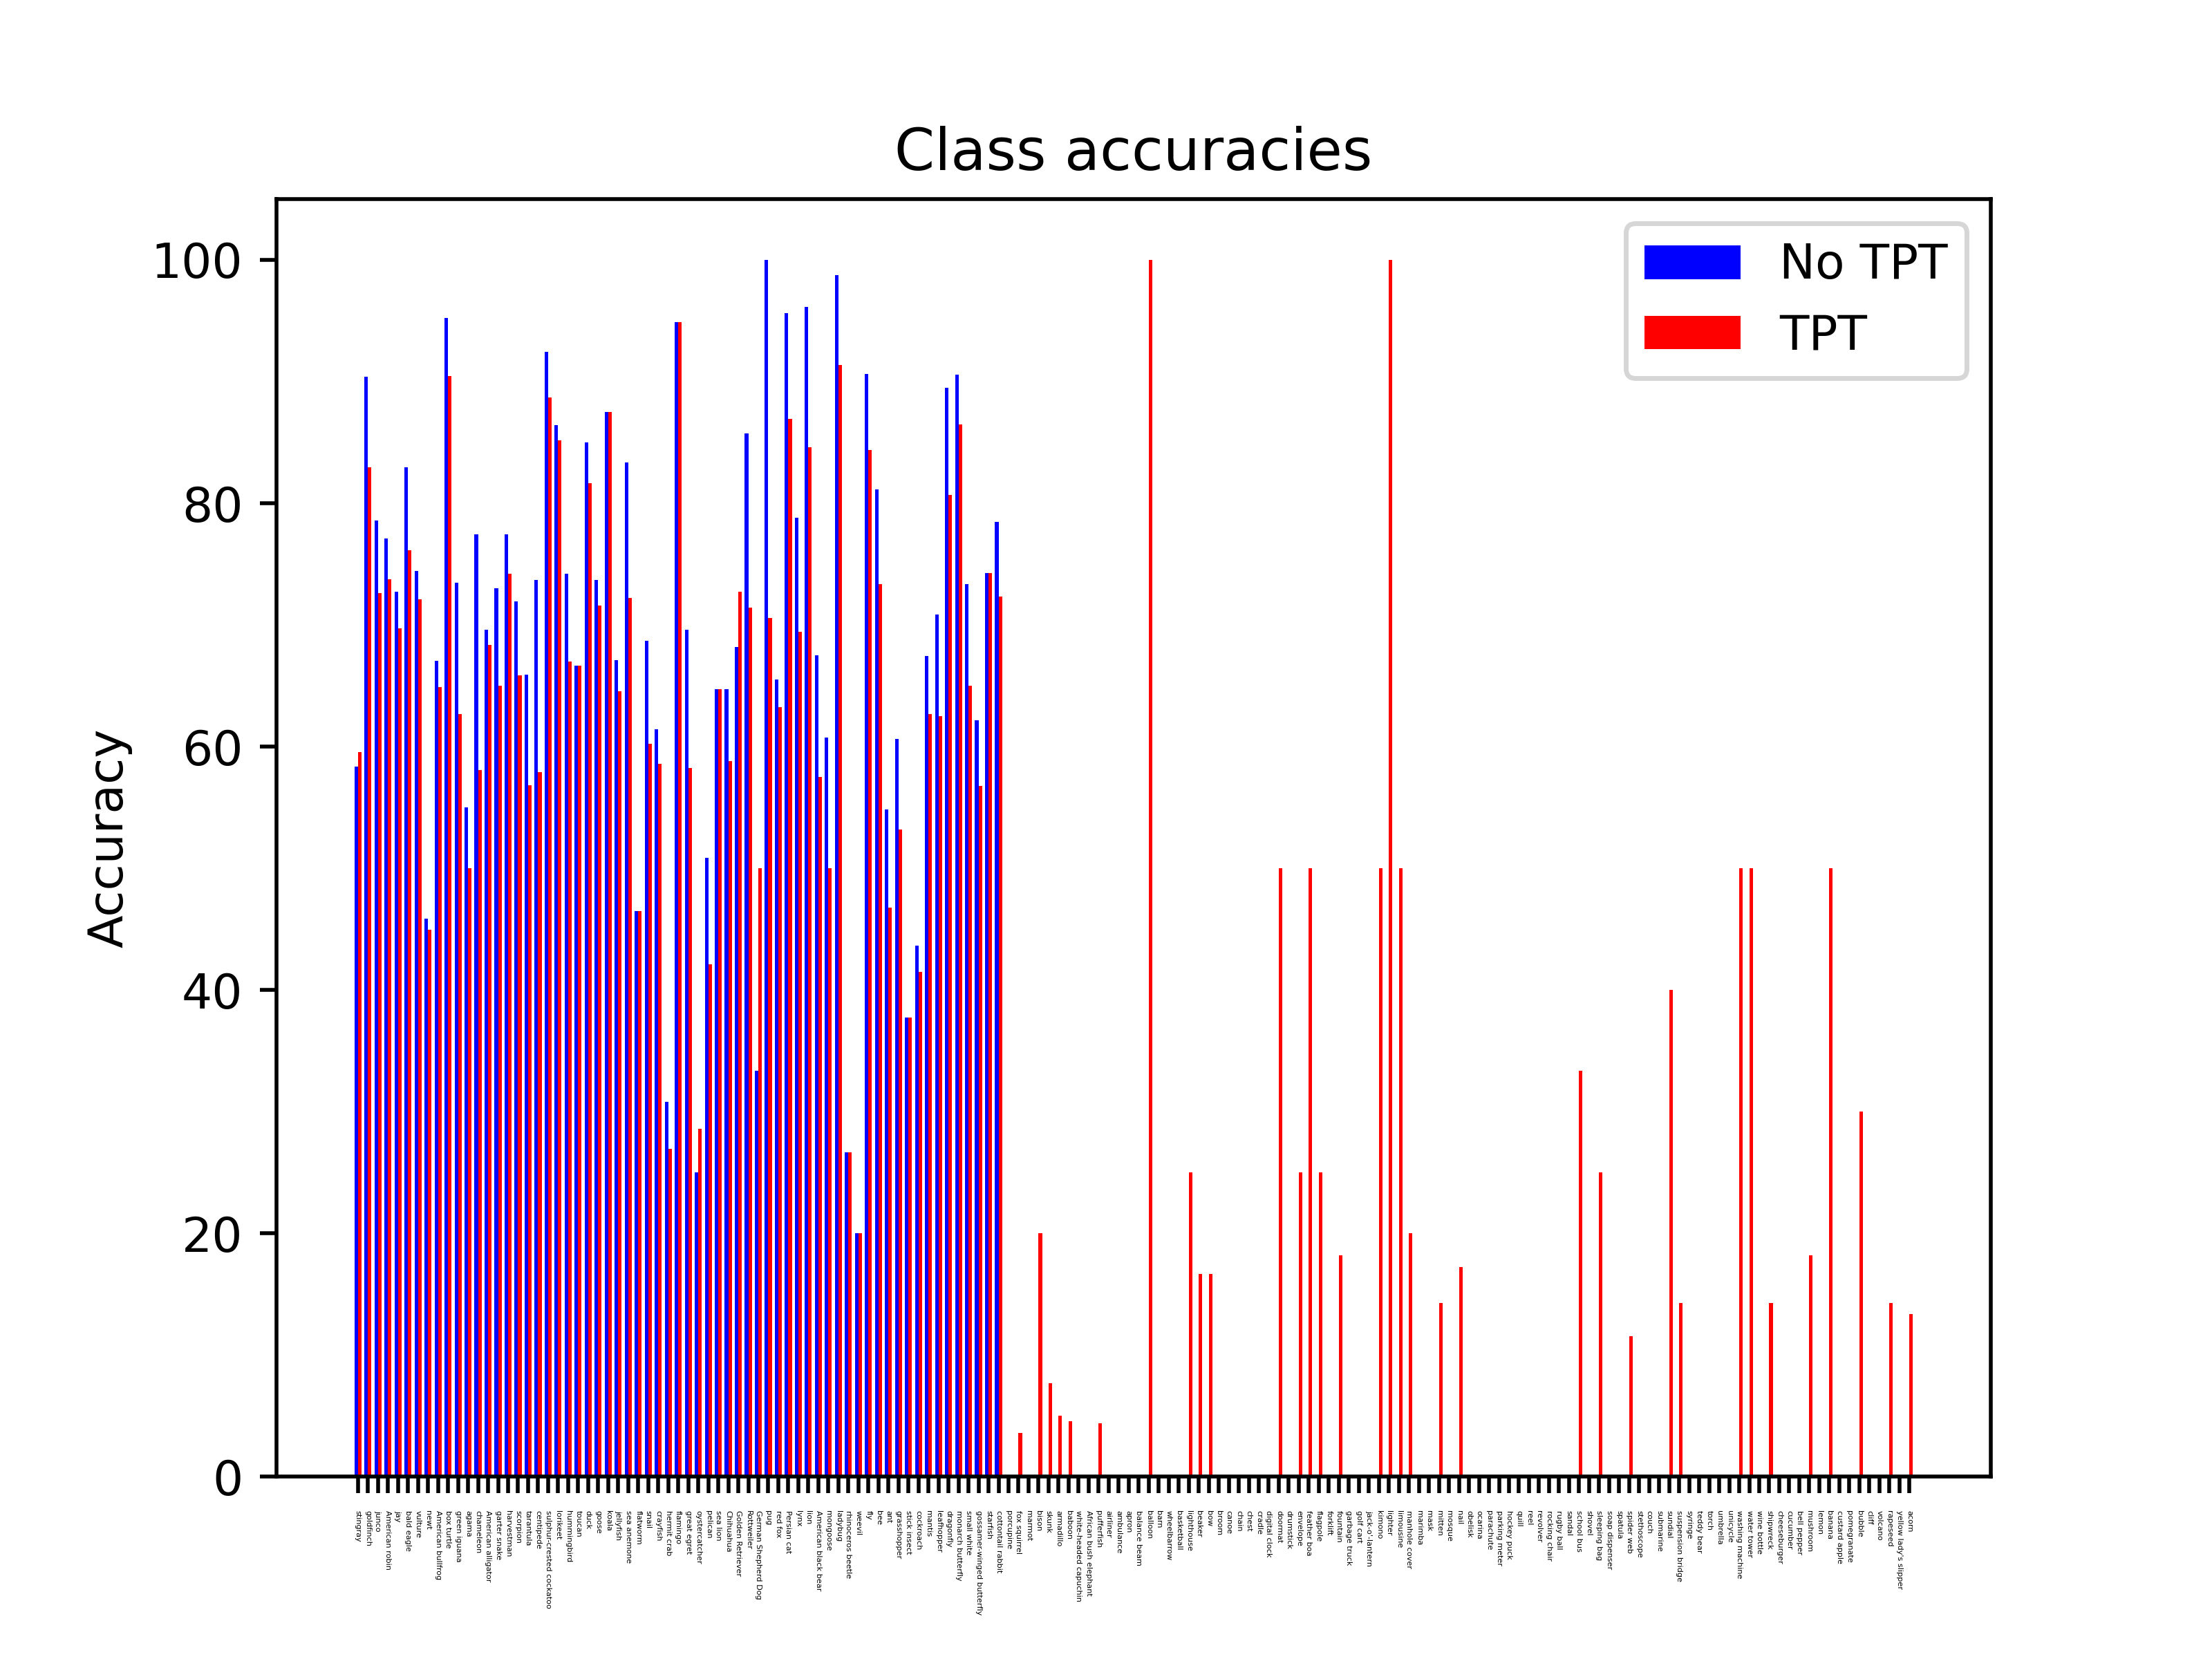 Class accuracies
No TPT
TPT
Accuracy
100
80
60
40
20
0
stingray
goldfinch
junco
American robin
jay
bald eagle
vulture
newt
American bullfrog
box turtle
green iguana
agama
chameleon
American alligator
garter snake
harvestman
scorpion
tarantula
centipede
sulphur-crested cockatoo
lorikeet
hummingbird
toucan
duck
goose
koala
jellyfish
sea anemone
flatworm
snail
crayfish
hermit crab
flamingo
great egret
oystercatcher
pelican
sea lion
Chihuahua
Golden Retriever
Rottweiler
German Shepherd Dog
pug
red fox
Persian cat
lynx
lion
American black bear
mongoose
ladybug
rhinoceros beetle
weevil
fly
bee
ant
grasshopper
stick insect
cockroach
mantis
leafhopper
dragonfly
monarch butterfly
small white
gossamer-winged butterfly
starfish
cottontail rabbit
porcupine
fox squirrel
marmot
bison
skunk
armadillo
baboon
white-headed capuchin
African bush elephant
pufferfish
airliner
ambulance
apron
balance beam
balloon
barn
wheelbarrow
basketball
lighthouse
beaker
bow
broom
canoe
chain
chest
cradle
digital clock
doormat
drumstick
envelope
feather boa
flagpole
forklift
fountain
garbage truck
golf cart
jack-o'-lantern
kimono
lighter
limousine
manhole cover
marimba
mask
mitten
mosque
nail
obelisk
ocarina
parachute
parking meter
hockey puck
quill
reel
revolver
rocking chair
rugby ball
sandal
school bus
shovel
sleeping bag
soap dispenser
spatula
spider web
stethoscope
couch
submarine
sundial
suspension bridge
syringe
teddy bear
torch
umbrella
unicycle
washing machine
water tower
wine bottle
shipwreck
cheeseburger
cucumber
bell pepper
mushroom
lemon
banana
custard apple
pomegranate
bubble
cliff
volcano
rapeseed
yellow lady's slipper
acorn